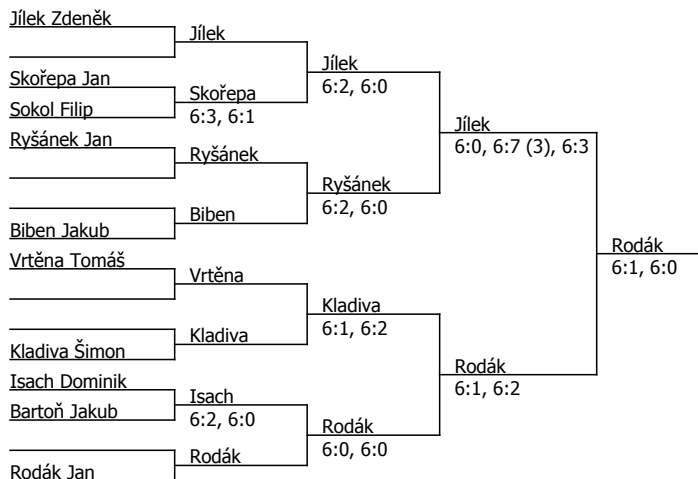 Jílek Zdeněk
Jílek
Jílek
6:2, 6:0
Skořepa Jan
Skořepa
6:3, 6:1
Sokol Filip
Jílek
6:0, 6:7 (3), 6:3
Ryšánek Jan
Ryšánek
Ryšánek
6:2, 6:0
Biben
Biben Jakub
Rodák
6:1, 6:0
Vrtěna Tomáš
Vrtěna
Kladiva
6:1, 6:2
Kladiva
Kladiva Šimon
Rodák
6:1, 6:2
Isach Dominik
Isach
6:2, 6:0
Bartoň Jakub
Rodák
6:0, 6:0
Rodák
Rodák Jan